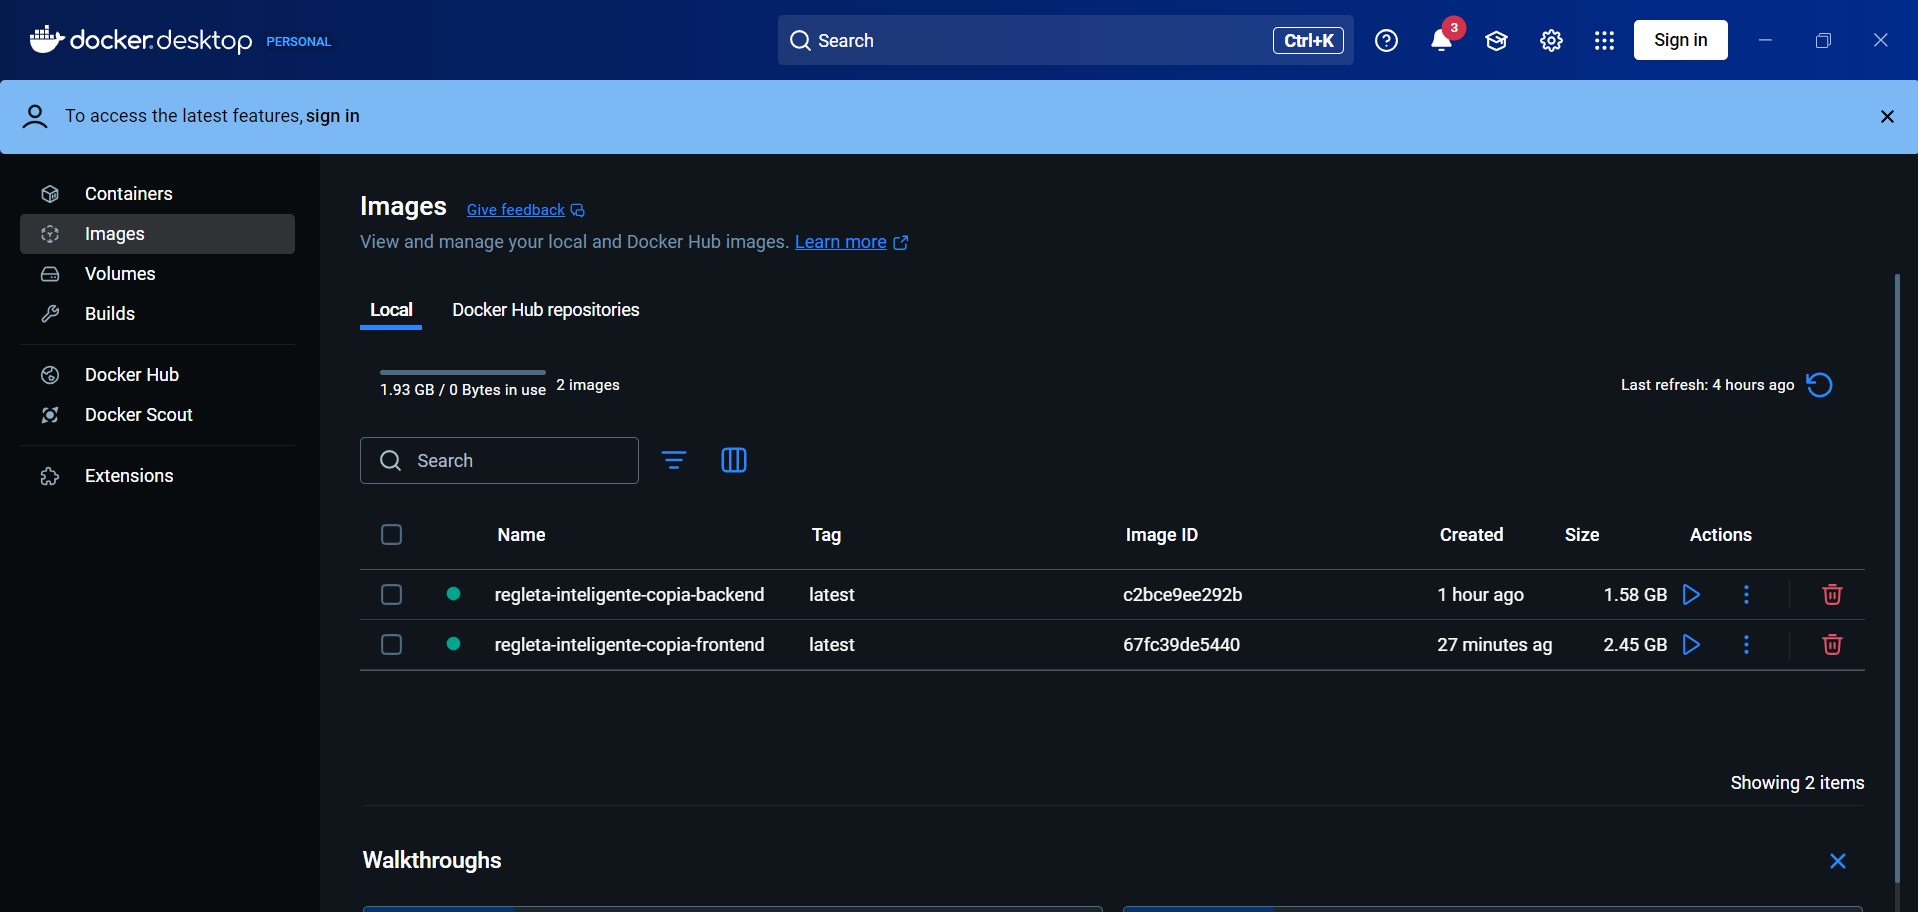 docker.desktop PERSONAL
Search Ctrl+K
3
Sign in
To access the latest features, sign in
Containers
Images
Volumes
Builds
Docker Hub
Docker Scout
Extensions
Images Give feedback
View and manage your local and Docker Hub images. Learn more
Local Docker Hub repositories
1.93 GB / 0 Bytes in use 2 images
Last refresh: 4 hours ago
Search
Name Tag Image ID Created Size Actions
regleta-inteligente-copia-backend latest c2bce9ee292b 1 hour ago 1.58 GB
regleta-inteligente-copia-frontend latest 67fc39de5440 27 minutes ag 2.45 GB
Showing 2 items
Walkthroughs